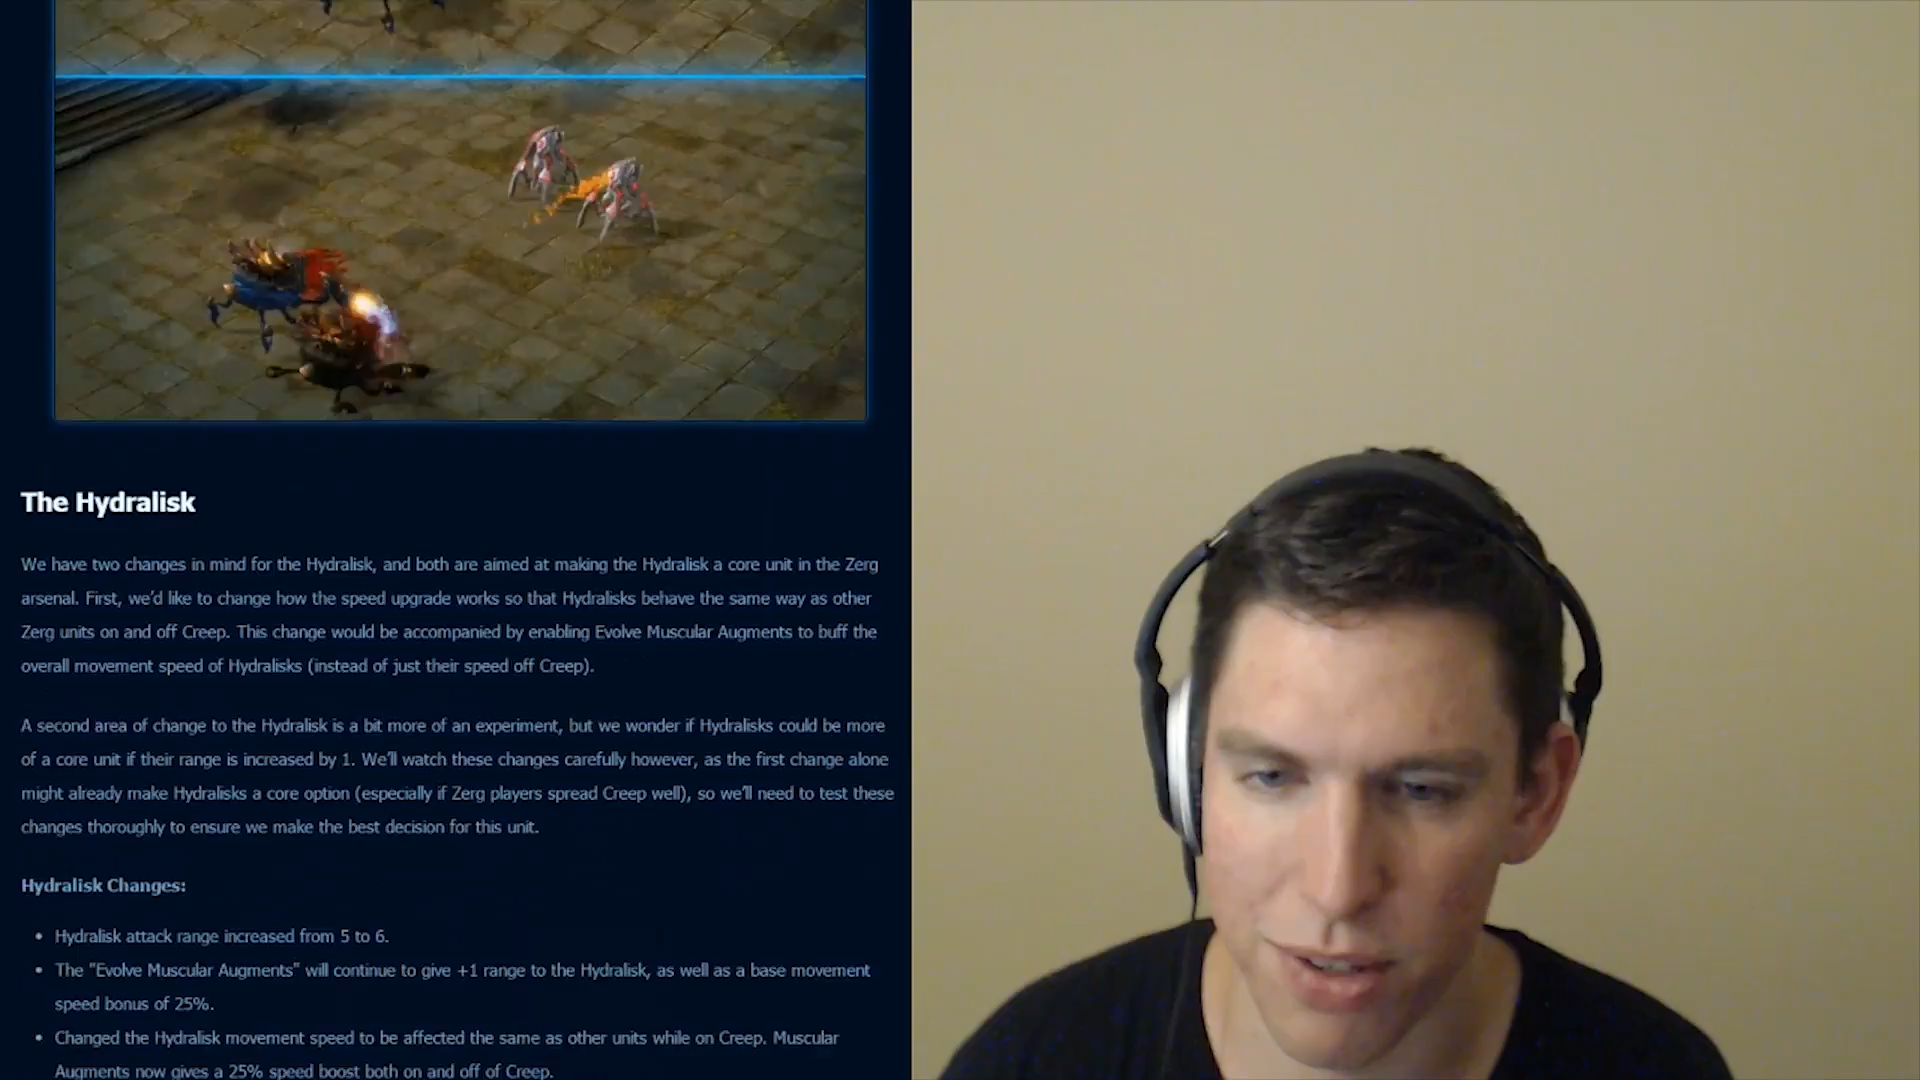 The Hydralisk
We have two changes in mind for the Hydralisk, and both are aimed at making the Hydralisk a core unit in the Zerg
arsenal. First, we'd like to change how the speed upgrade works so that Hydralisks behave the same way as other
Zerg units on and off Creep. This change would be accompanied by enabling Evolve Muscular Augments to buff the
overall movement speed of Hydralisks (instead of just their speed off Creep).
A second area of change to the Hydralisk is a bit more of an experiment, but we wonder if Hydralisks could be more
of a core unit if their range is increased by 1. We'll watch these changes carefully however, as the first change alone
might already make Hydralisks a core option (especially if Zerg players spread Creep well), so we'll need to test these
changes thoroughly to ensure we make the best decision for this unit.
Hydralisk Changes:
• Hydralisk attack range increased from 5 to 6.
• The "Evolve Muscular Augments" will continue to give +1 range to the Hydralisk, as well as a base movement
speed bonus of 25%.
• Changed the Hydralisk movement speed to be affected the same as other units while on Creep. Muscular
Augments now gives a 25% speed boost both on and off of Creep.